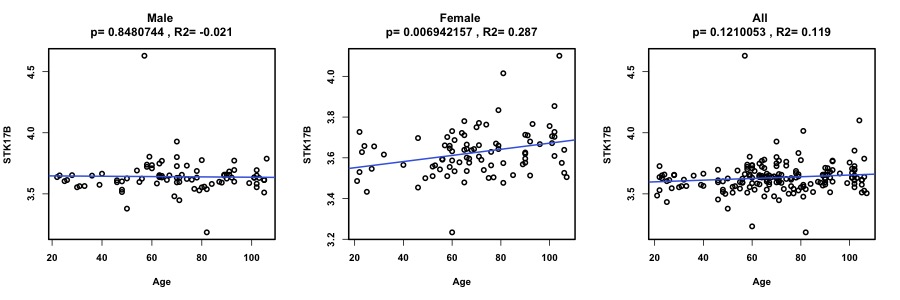 Male
p= 0.8480744 , R2= -0.021
STK17B
4.5
4.0
3.5
20 40 60 80 100
Age
Female
p= 0.006942157 , R2= 0.287
STK17B
4.0
3.8
3.6
3.4
3.2
20 40 60 80 100
Age
All
p= 0.1210053 , R2= 0.119
STK17B
4.5
4.0
3.5
20 40 60 80 100
Age